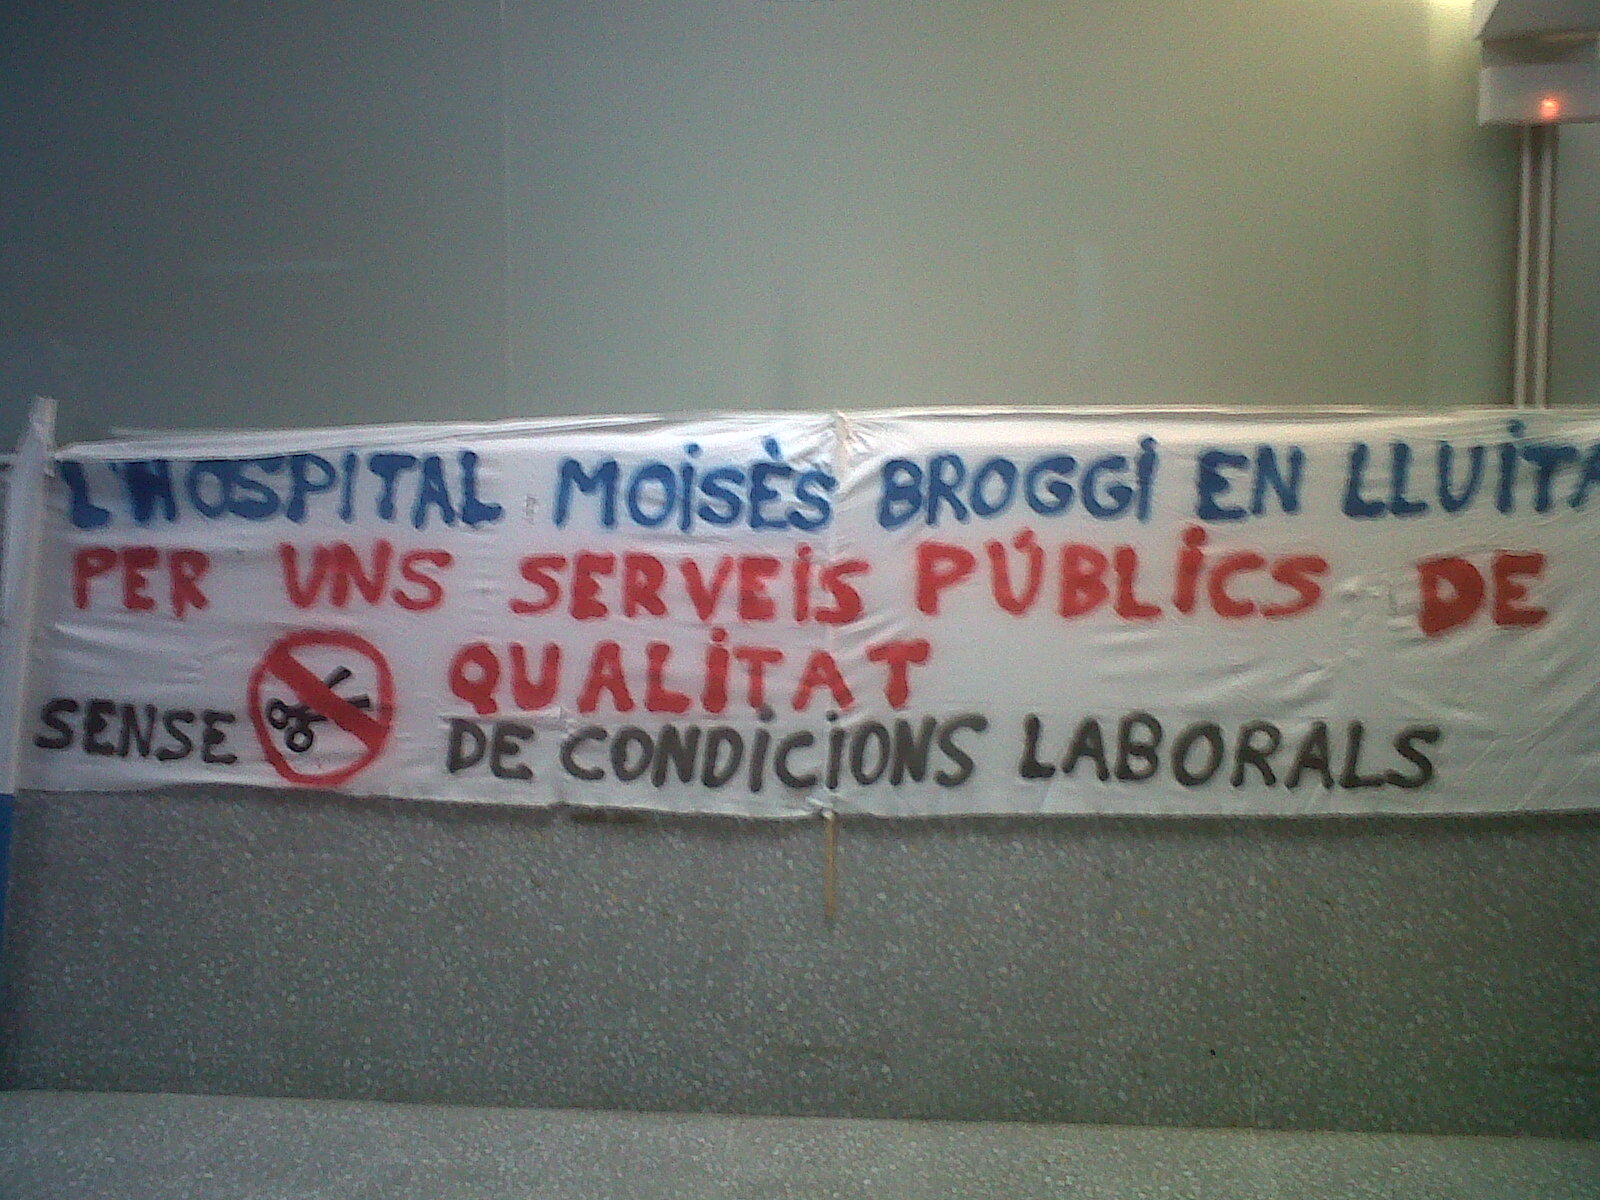 L'HOSPITAL MOISÈS BROGGI EN LLUITA
PER UNS SERVEIS PÚBLICS DE
QUALITAT
SENSE DE CONDICIONS LABORALS